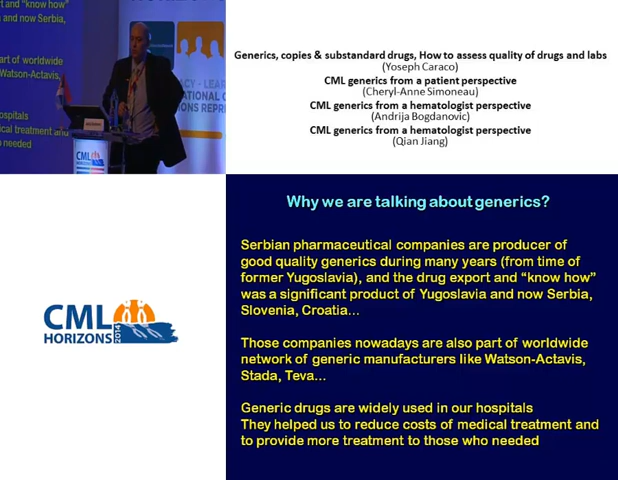 t and "know how"
and now Serbia,
art of worldwide
Watson-Actavis,
ospitals
cal treatment and
o needed
CML
Generics, copies & substandard drugs, How to assess quality of drugs and labs
(Yoseph Caraco)
CML generics from a patient perspective
(Cheryl-Anne Simoneau)
CML generics from a hematologist perspective
(Andrija Bogdanovic)
CML generics from a hematologist perspective
(Qian Jiang)
CML
HORIZONS 2014
Why we are talking about generics?
Serbian pharmaceutical companies are producer of
good quality generics during many years (from time of
former Yugoslavia), and the drug export and "know how"
was a significant product of Yugoslavia and now Serbia,
Slovenia, Croatia...
Those companies nowadays are also part of worldwide
network of generic manufacturers like Watson-Actavis,
Stada, Teva...
Generic drugs are widely used in our hospitals
They helped us to reduce costs of medical treatment and
to provide more treatment to those who needed